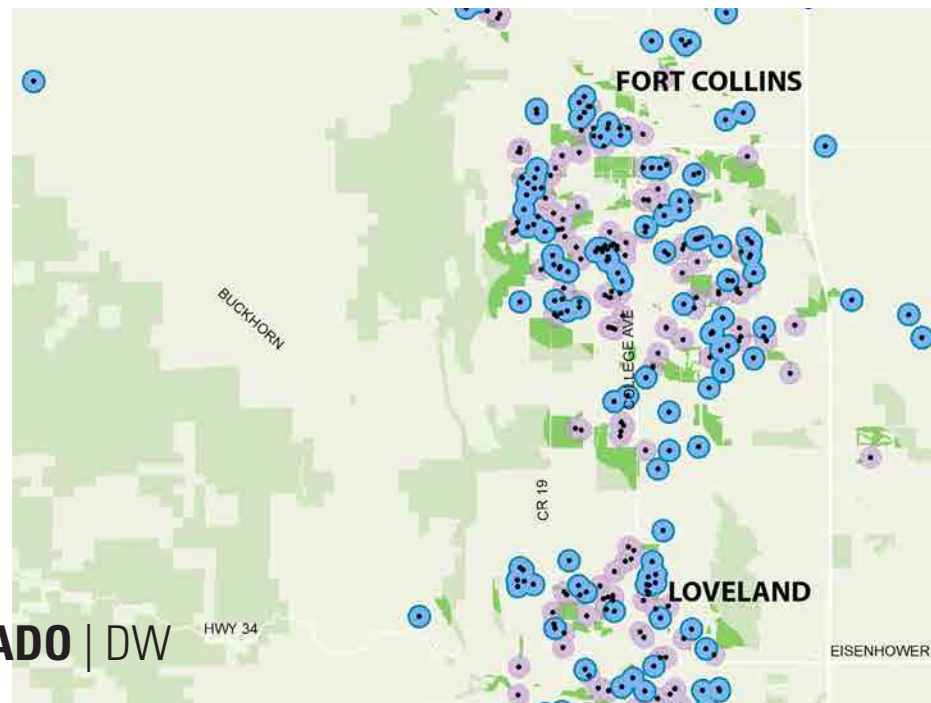 FORT COLLINS
BUCKHORN
COLLEGE AVE
CR 19
LOVELAND
HWY 34
ADO | DW
EISENHOWER